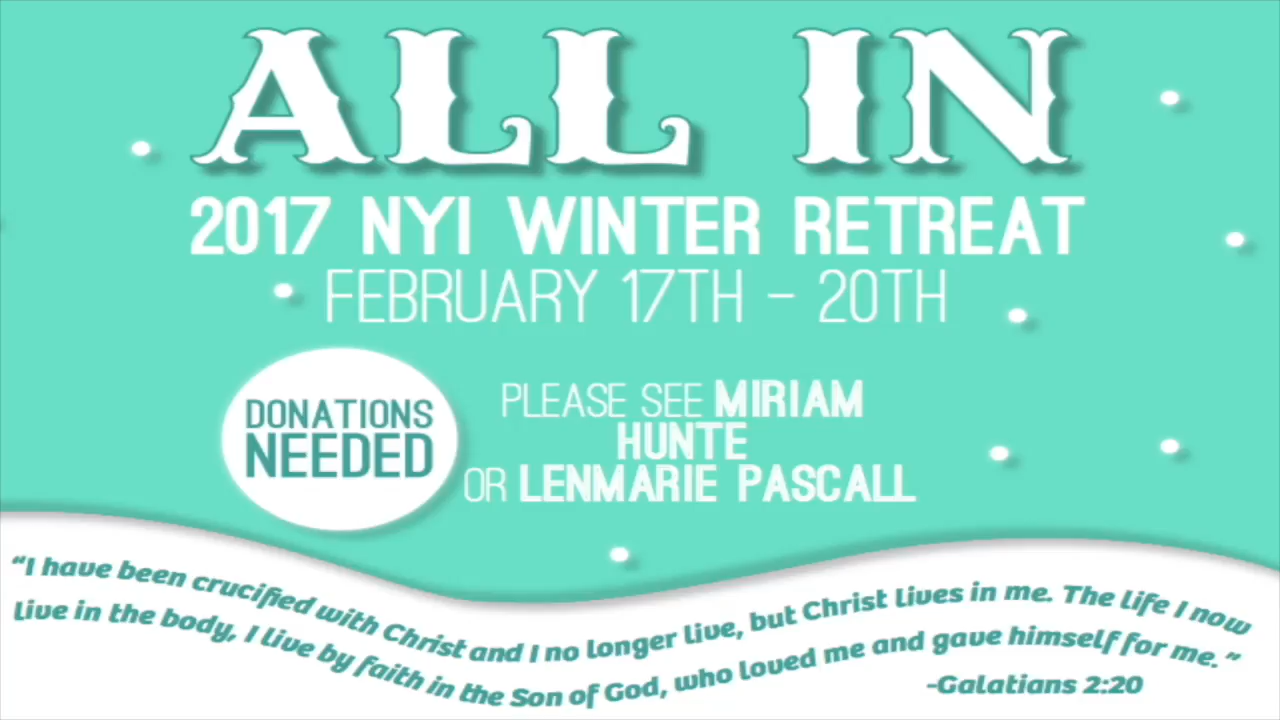 ALL IN
2017 NYI WINTER RETREAT
FEBRUARY 17TH - 20TH
DONATIONS
NEEDED
PLEASE SEE MIRIAM
HUNTE
OR LENMARIE PASCALL
“I have been crucified with Christ and I no longer live, but Christ lives in me. The life I now
live in the body, I live by faith in the Son of God, who loved me and gave himself for me.”
-Galatians 2:20